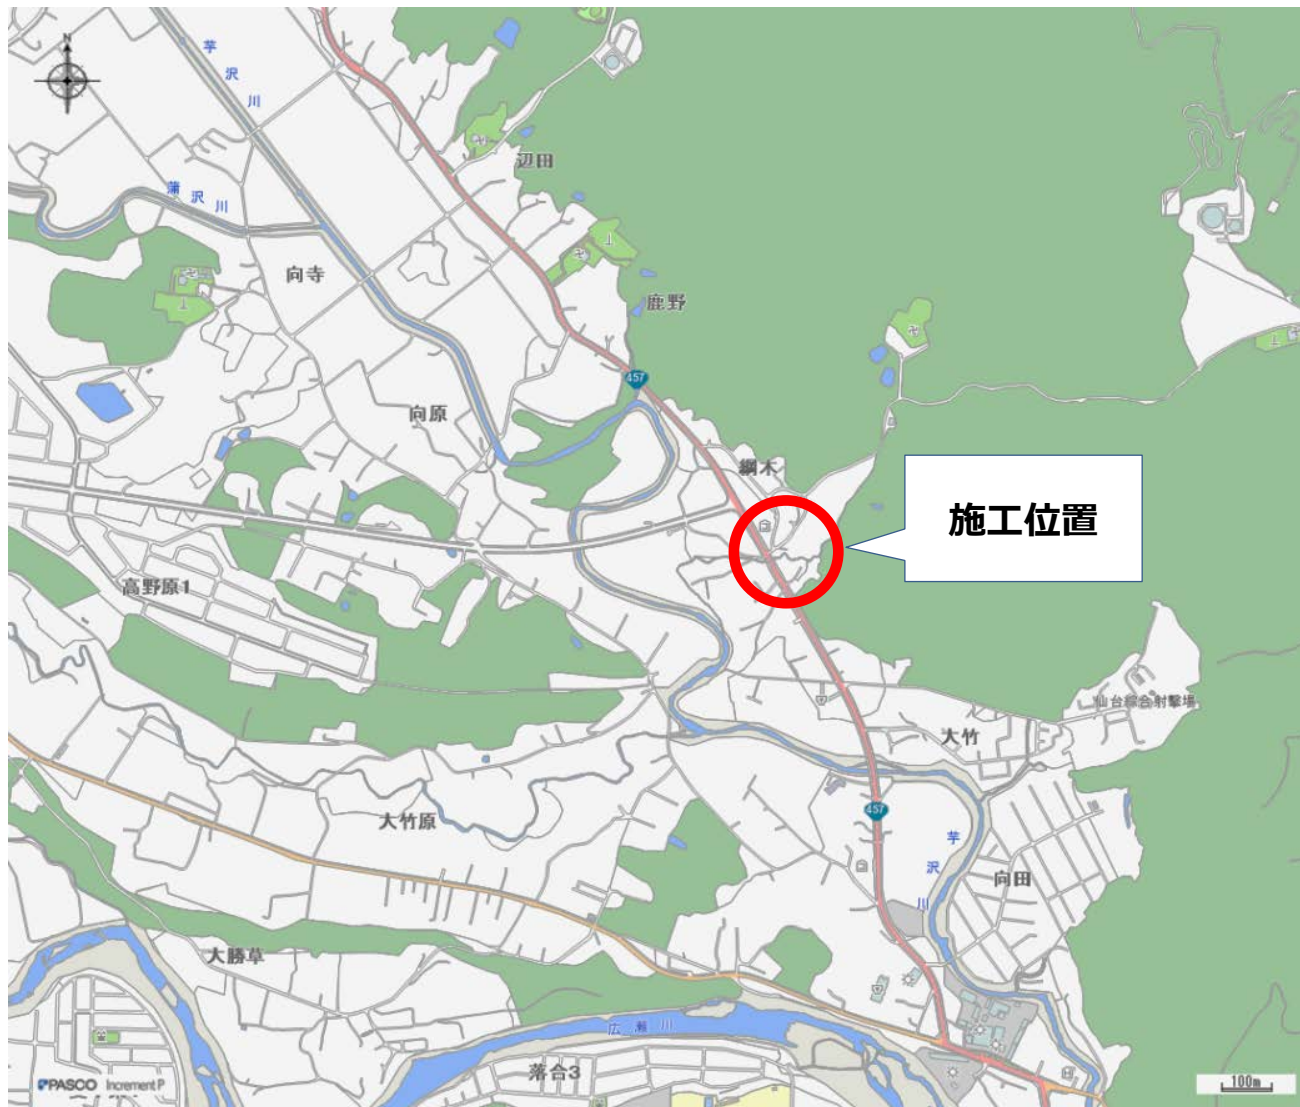 N
芋沢川
辺田
蒲沢川
向寺
鹿野
457
向原
綱木
施工位置
高野原1
仙台綜合射撃場
大竹
457
大竹原
芋沢川
向田
大勝草
広瀬川
落合3
PASCO Increment P
100m